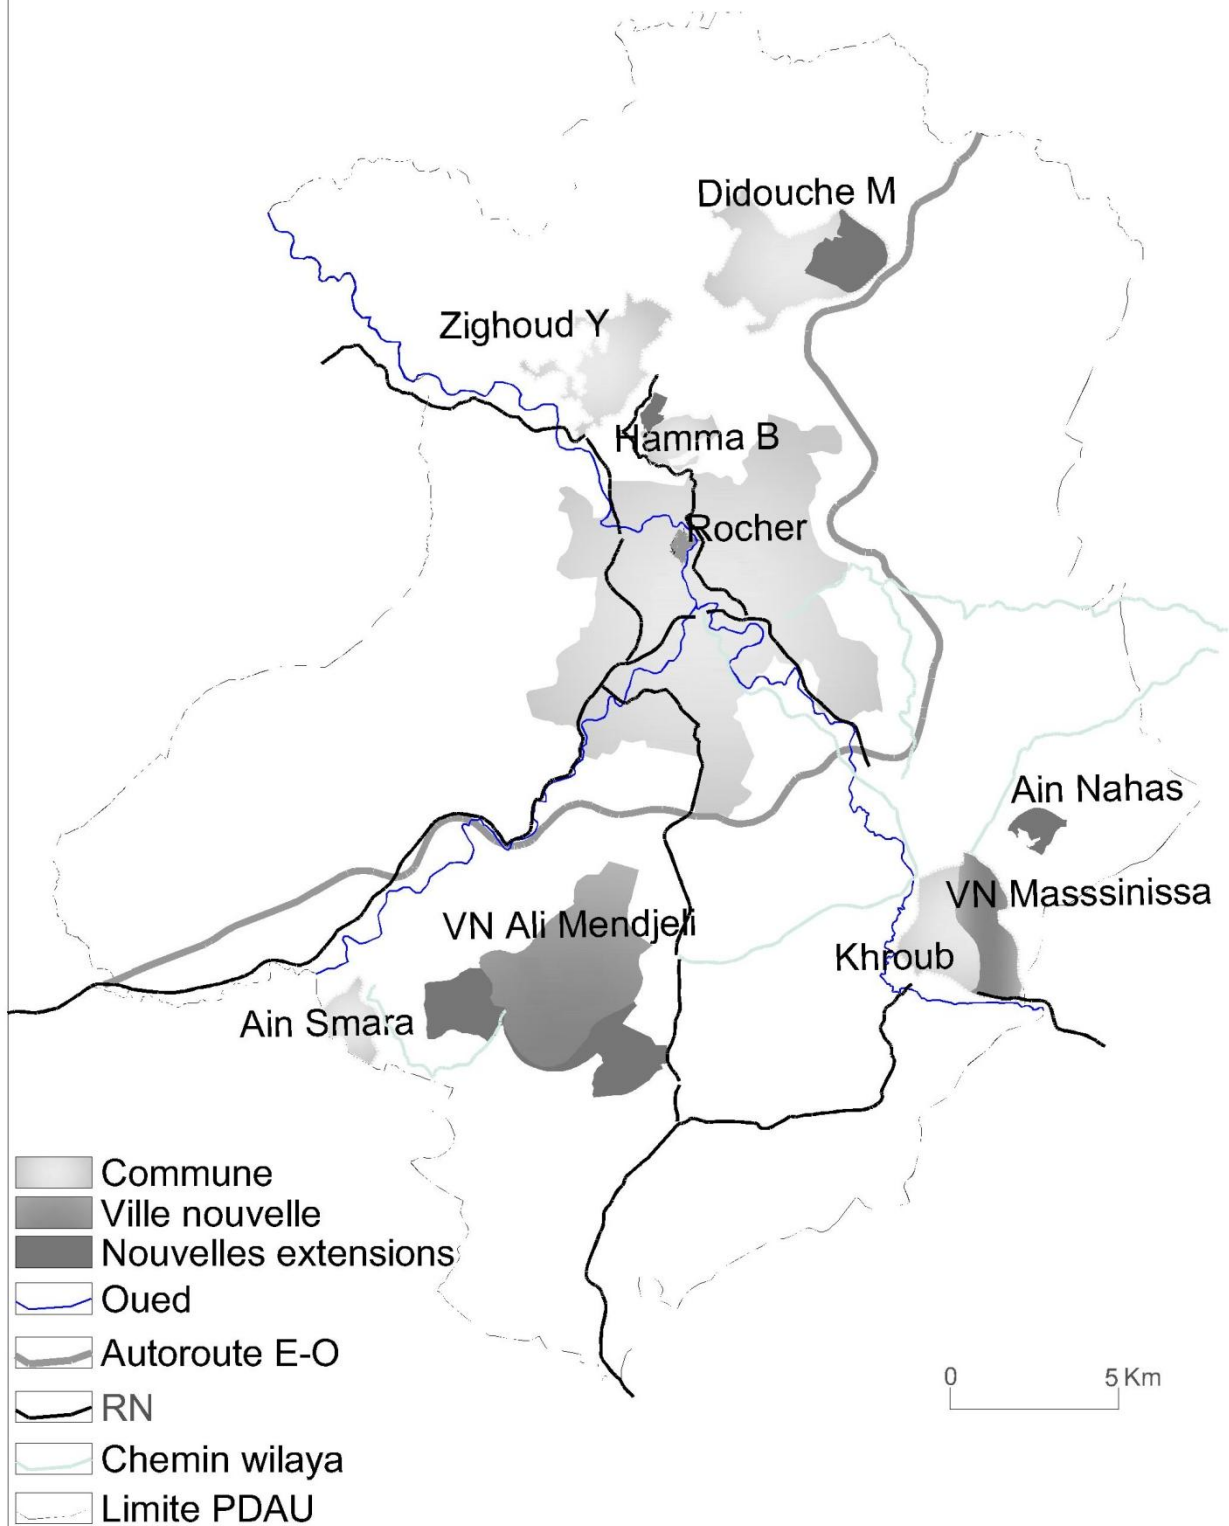 Didouche M
Zighoud Y
Hamma B
Rocher
Ain Nahas
VN Masssinissa
VN Ali Mendjeli
Khroub
Ain Smara
Commune
Ville nouvelle
Nouvelles extensions
Oued
Autoroute E-O
RN
Chemin wilaya
Limite PDAU
0 5 Km